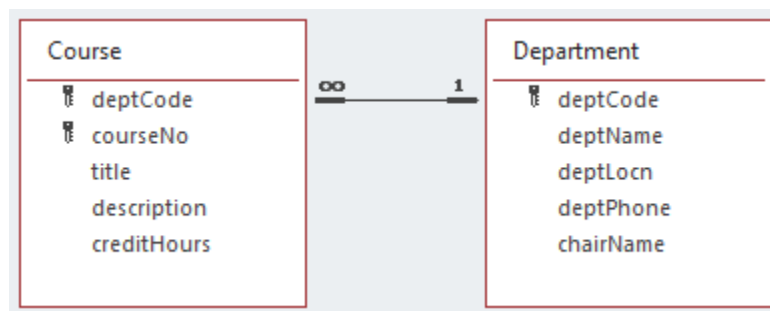 Course
deptCode
courseNo
title
description
creditHours
∞ 1
Department
deptCode
deptName
deptLocn
deptPhone
chairName